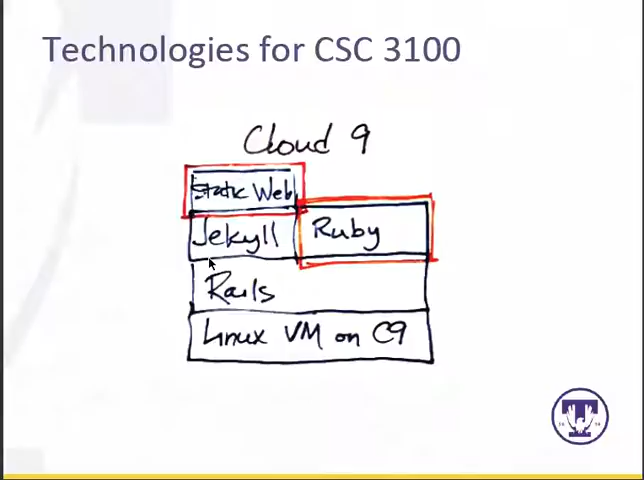 Technologies for CSC 3100
Cloud 9
Static Web
Jekyll Ruby
Rails
Linux VM on C9
T